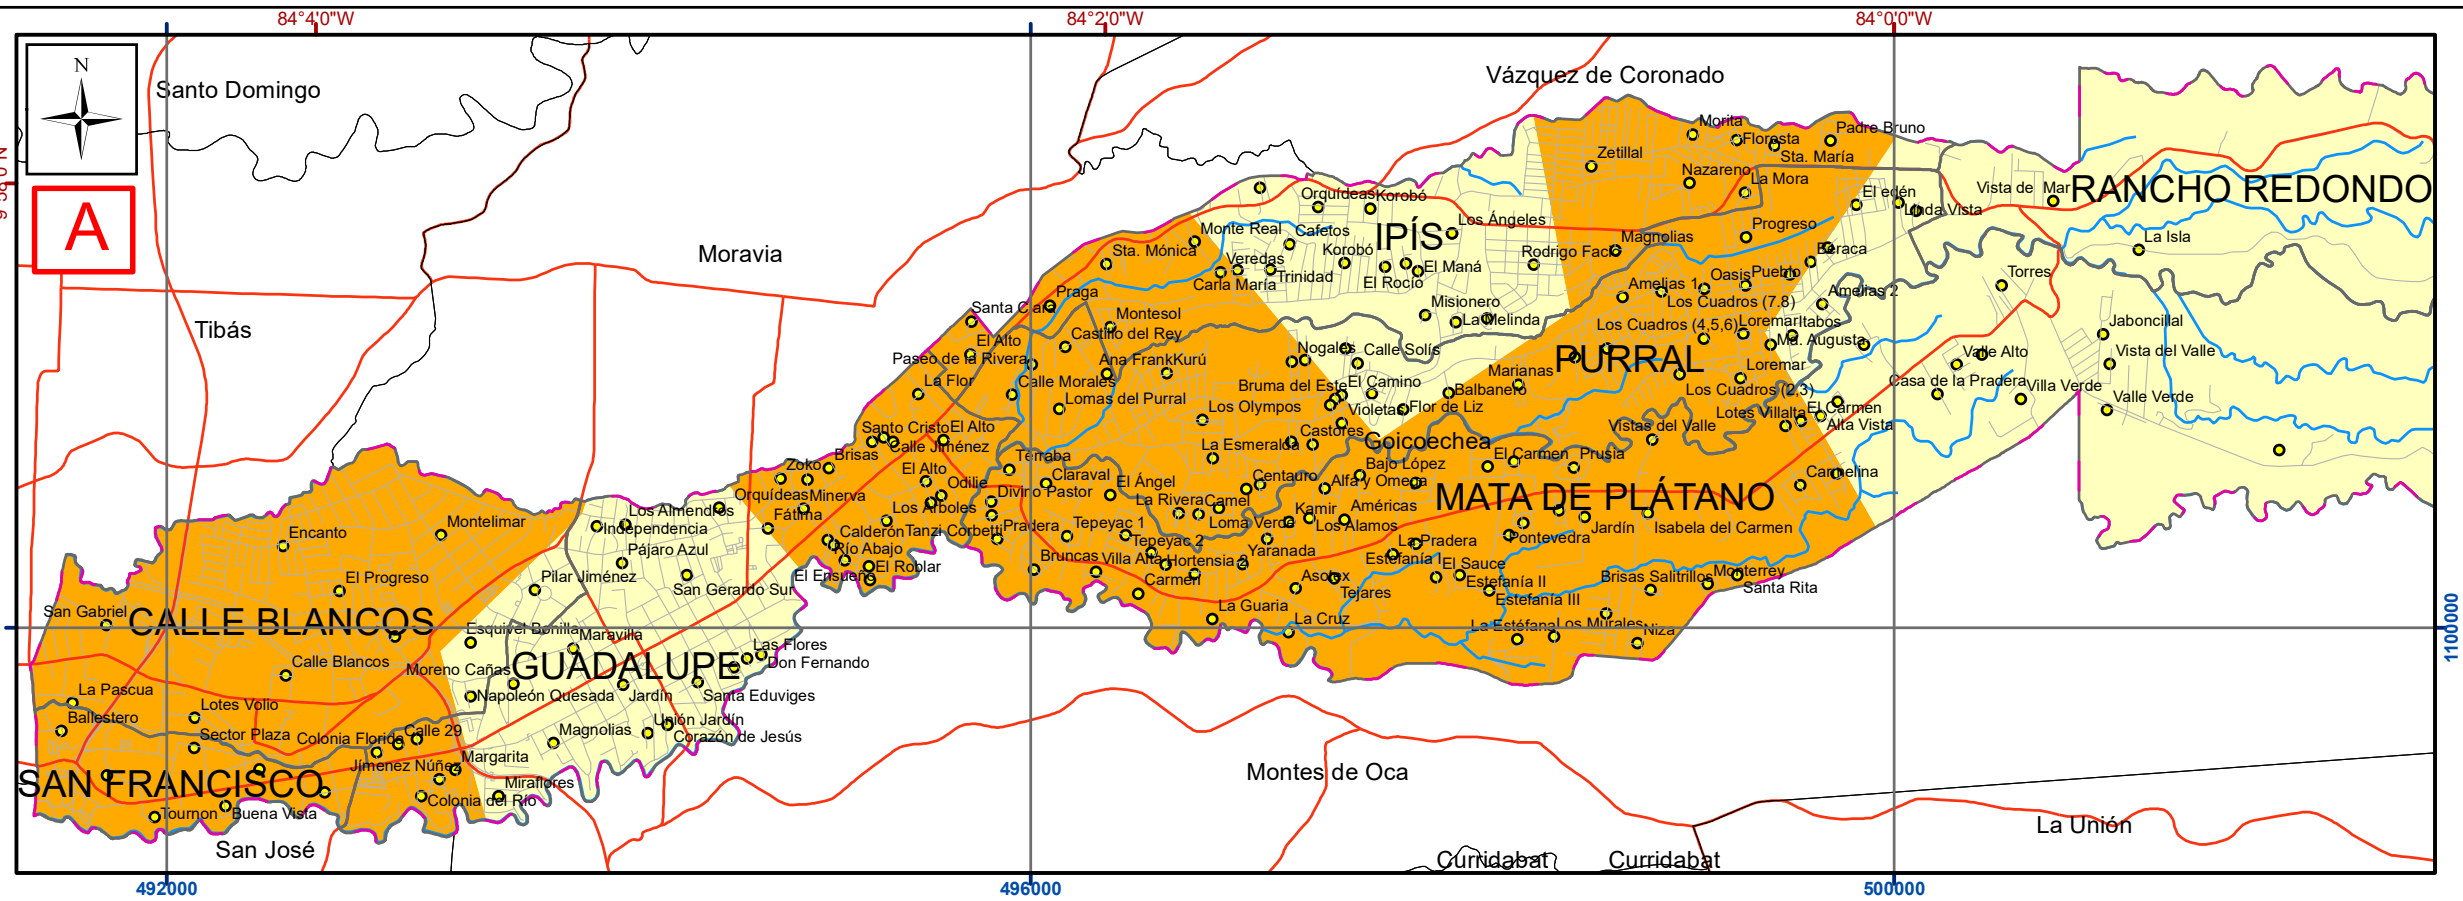 84°4'0"W
84°2'0"W
84°0'0"W
N
A
Santo Domingo
Vázquez de Coronado
Moravia
Tibás
RANCHO REDONDO
IPÍS
PURRAL
MATA DE PLÁTANO
Goicoechea
CALLE BLANCOS
GUADALUPE
SAN FRANCISCO
Montes de Oca
San José
Curridabat
Curridabat
La Unión
Morita
Floresta
Padre Bruno
Sta. María
Zetillal
Nazareno
La Mora
El edén
Linda Vista
Vista de Mar
La Isla
Progreso
Beraca
Magnolias
Rodrigo Facio
Los Ángeles
Orquídeas
Korobó
Monte Real
Cafetos
Korobó
Sta. Mónica
Veredas
Trinidad
Carla María
El Maná
El Rocío
Misionero
La Melinda
Amelias 1
Oasis
Pueblo
Los Cuadros (7.8)
Amelias 2
Torres
Los Cuadros (4,5,6)
Loremar
Itabos
Md. Augusta
Jaboncillal
Valle Alto
Vista del Valle
Loremar
Los Cuadros (2,3)
Casa de la Pradera
Villa Verde
Valle Verde
Lotes Villalta
El Carmen
Alta Vista
Vistas del Valle
Marianas
Balbanero
Praga
Santa Clara
Montesol
Castillo del Rey
El Alto
Paseo de la Rivera
Ana Frank
Kurú
Nogales
Calle Solís
La Flor
Calle Morales
Lomas del Purral
Bruma del Este
El Camino
Violetas
Flor de Liz
Los Olympos
Castores
Santo Cristo
El Alto
Calle Jiménez
La Esmeralda
Brisas
Zoko
Térraba
El Alto
Claraval
El Ángel
Centauro
Bajo López
El Carmen
Prusia
Carmelina
Alfa y Omega
Odilie
Divino Pastor
Orquídeas
Minerva
La Rivera
Camel
Kamir
Américas
Fátima
Los Árboles
Loma Verde
Los Alamos
Jardín
Isabela del Carmen
Calderón
Tanzi Corbetti
Pradera
Tepeyac 1
Tepeyac 2
Yaranada
La Pradera
Pontevedra
Río Abajo
El Roblar
El Ensueño
Bruncas
Villa Alta
Hortensia 2
Carmen
Estefanía I
El Sauce
Estefanía II
Estefanía III
Asotex
Tejares
Brisas Salitrillos
Monterrey
Santa Rita
La Guaria
La Cruz
La Estéfana
Los Murales
Niza
Encanto
Montelimar
Los Almendros
Independencia
Pájaro Azul
El Progreso
Pilar Jiménez
San Gerardo Sur
San Gabriel
Esquivel Bonilla
Maravilla
Las Flores
Don Fernando
Calle Blancos
Moreno Cañas
La Pascua
Napoleón Quesada
Jardín
Santa Eduviges
Ballestero
Lotes Volio
Unión Jardín
Magnolias
Corazón de Jesús
Sector Plaza
Colonia Florida
Calle 29
Margarita
Jímenez Núñez
Miraflores
Colonia del Río
Tournon
Buena Vista
1100000
492000
496000
500000